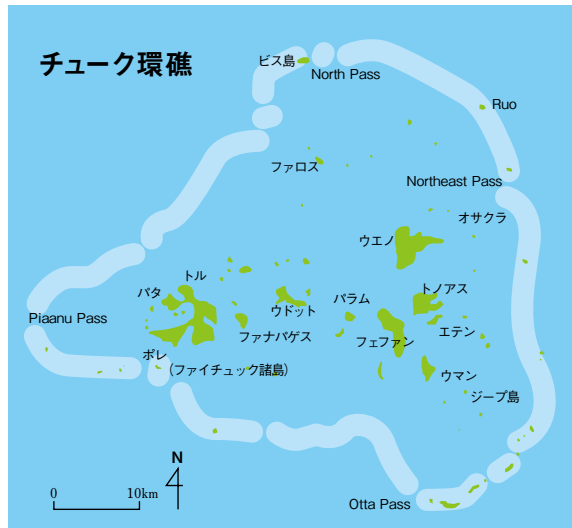 チューク環礁
ビス島
North Pass
Ruo
ファロス
Northeast Pass
オサクラ
ウエノ
トル
パタ
ウドット
パラム
トノアス
Piaanu Pass
ファナパゲス
フェファン
エテン
ポレ
(ファイチュック諸島)
ウマン
ジープ島
N
0
10km
Otta Pass